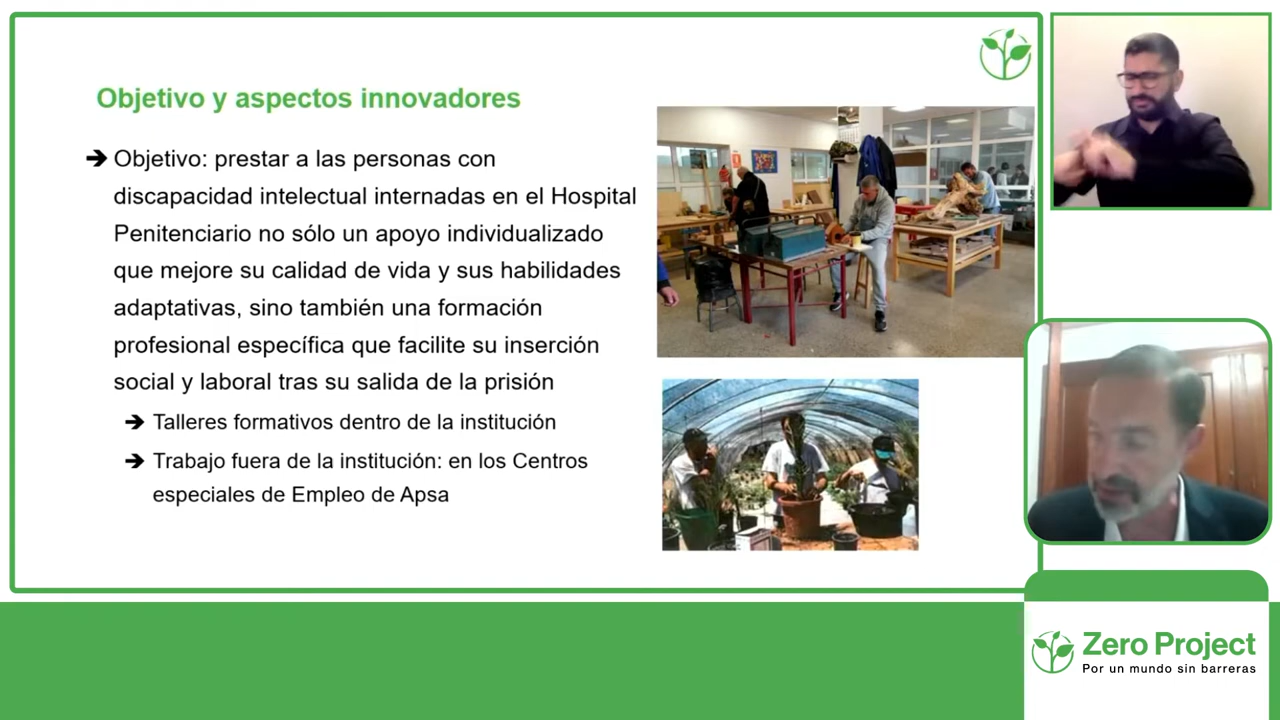 Objetivo y aspectos innovadores
➔ Objetivo: prestar a las personas con
discapacidad intelectual internadas en el Hospital
Penitenciario no sólo un apoyo individualizado
que mejore su calidad de vida y sus habilidades
adaptativas, sino también una formación
profesional específica que facilite su inserción
social y laboral tras su salida de la prisión
➔ Talleres formativos dentro de la institución
➔ Trabajo fuera de la institución: en los Centros
especiales de Empleo de Apsa
Zero Project
Por un mundo sin barreras